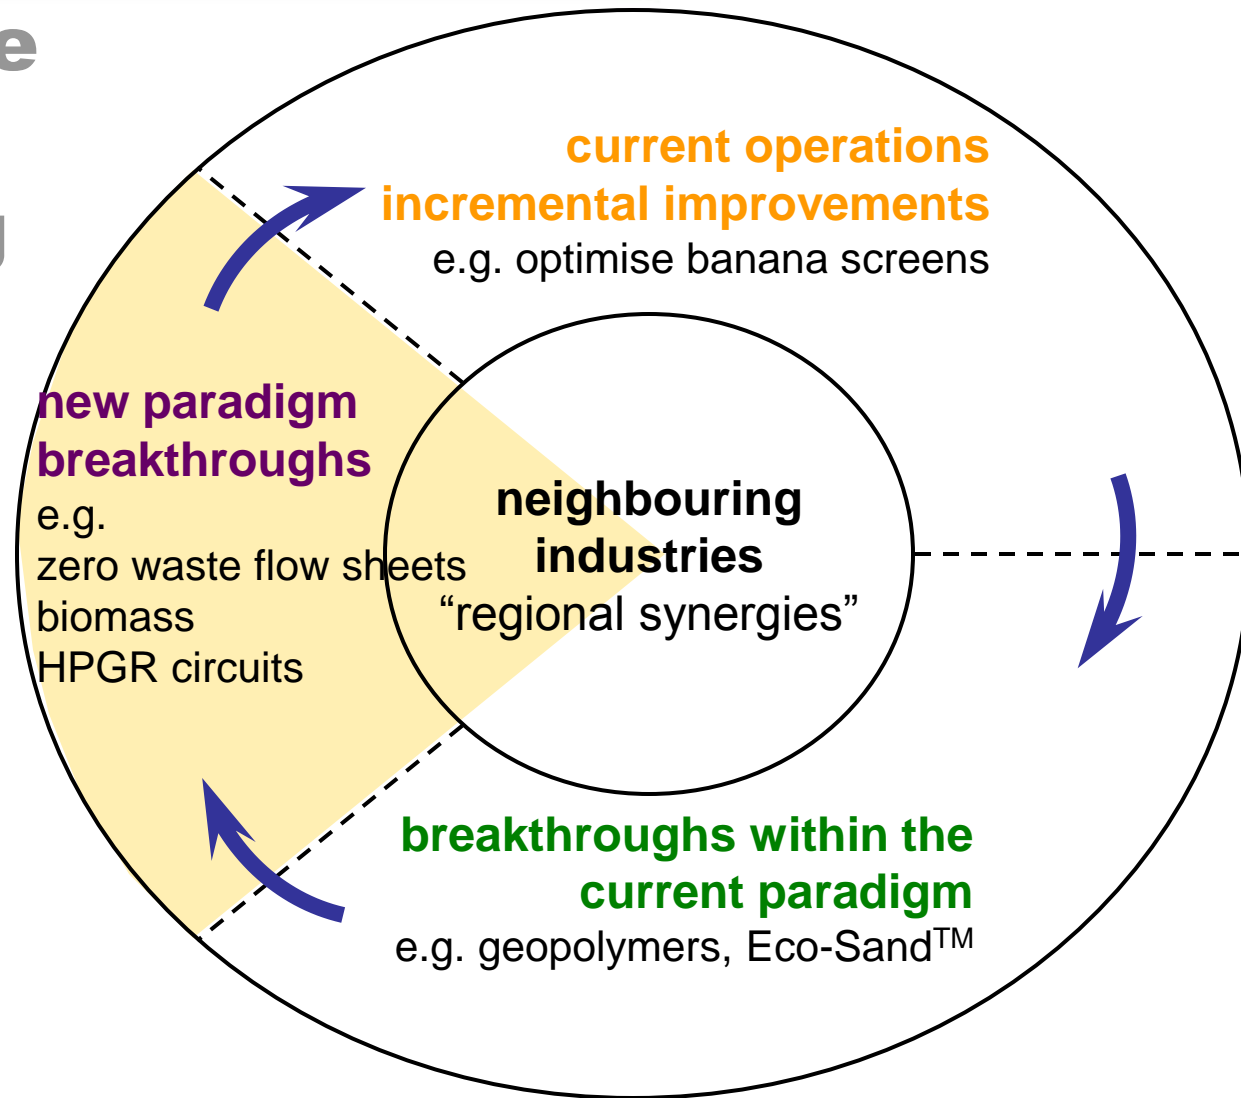 e
g
current operations
incremental improvements
e.g. optimise banana screens
new paradigm
breakthroughs
e.g.
zero waste flow sheets
biomass
HPGR circuits
neighbouring
industries
“regional synergies”
breakthroughs within the
current paradigm
e.g. geopolymers, Eco-Sand™